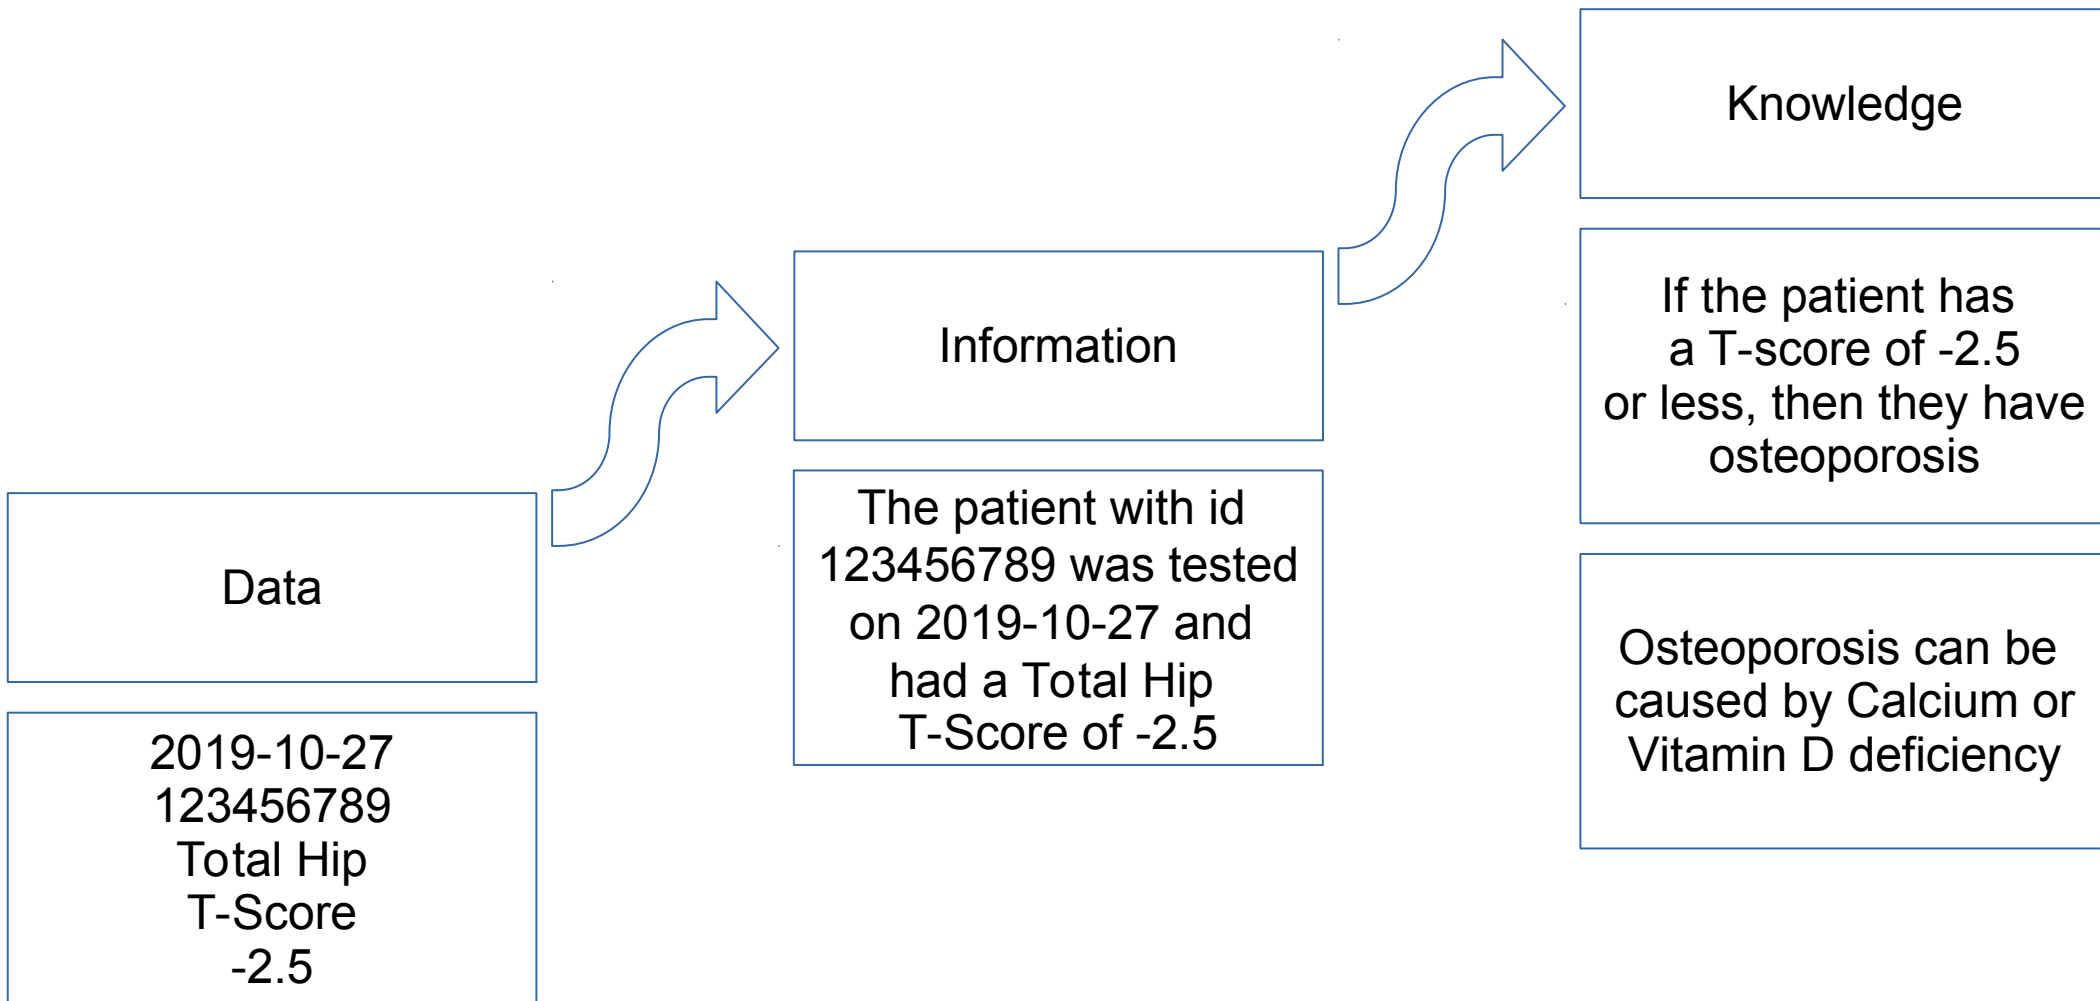 Data
2019-10-27
123456789
Total Hip
T-Score
-2.5
Information
The patient with id
123456789 was tested
on 2019-10-27 and
had a Total Hip
T-Score of -2.5
Knowledge
If the patient has
a T-score of -2.5
or less, then they have
osteoporosis
Osteoporosis can be
caused by Calcium or
Vitamin D deficiency